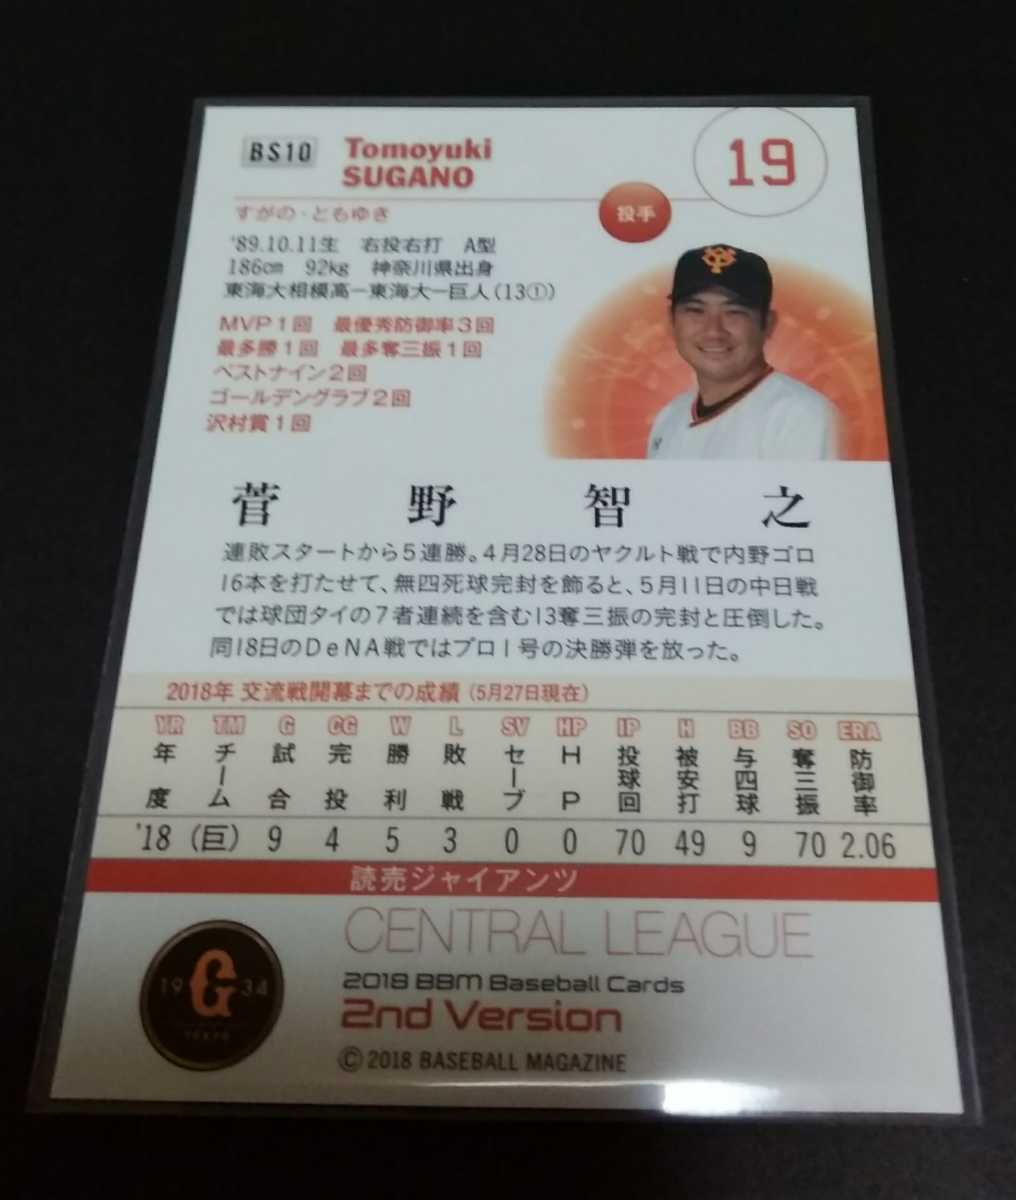 BS10
Tomoyuki
SUGANO
19
すがの・ともゆき
投手
'89.10.11生 右投右打 A型
186cm 92kg 神奈川県出身
東海大相模高－東海大－巨人(13①)
MVP1回 最優秀防御率3回
最多勝1回 最多奪三振1回
ベストナイン2回
ゴールデングラブ2回
沢村賞1回
菅野智之
連敗スタートから5連勝。4月28日のヤクルト戦で内野ゴロ
16本を打たせて、無四死球完封を飾ると、5月11日の中日戦
では球団タイの7者連続を含む13奪三振の完封と圧倒した。
同18日のDeNA戦ではプロ1号の決勝弾を放った。
2018年 交流戦開幕までの成績 (5月27日現在)
YR TM G CG W L SV HP IP H BB SO ERA
年度 チーム 試合 完投 勝利 敗戦 セーブ HP 投球回 被安打 与四球 奪三振 防御率
'18 (巨) 9 4 5 3 0 0 70 49 9 70 2.06
読売ジャイアンツ
CENTRAL LEAGUE
19 G 34
TOKYO
2018 BBM Baseball Cards
2nd Version
©2018 BASEBALL MAGAZINE